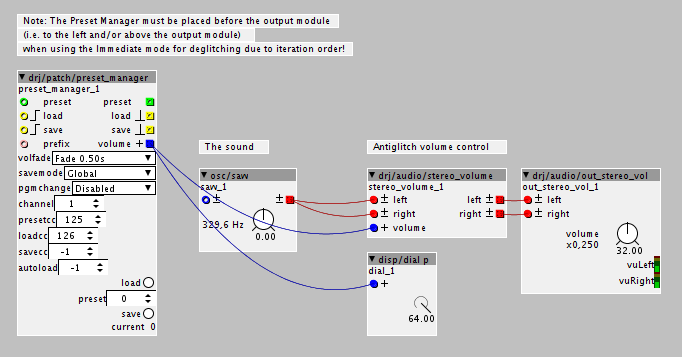 Note: The Preset Manager must be placed before the output module
(i.e. to the left and/or above the output module)
when using the Immediate mode for deglitching due to iteration order!
drj/patch/preset_manager
preset_manager_1
preset preset
load load
save save
prefix volume +
volfade Fade 0.50s
savemode Global
pgmchange Disabled
channel 1
presetcc 125
loadcc 126
savecc -1
autoload -1
load
preset 0
save
current 0
The sound
osc/saw
saw_1
± ±
329,6 Hz
0.00
Antiglitch volume control
drj/audio/stereo_volume
stereo_volume_1
± left left ±
± right right ±
+ volume
disp/dial p
dial_1
+
64.00
drj/audio/out_stereo_vol
out_stereo_vol_1
± left
± right
volume
x0,250
32.00
vuLeft
vuRight